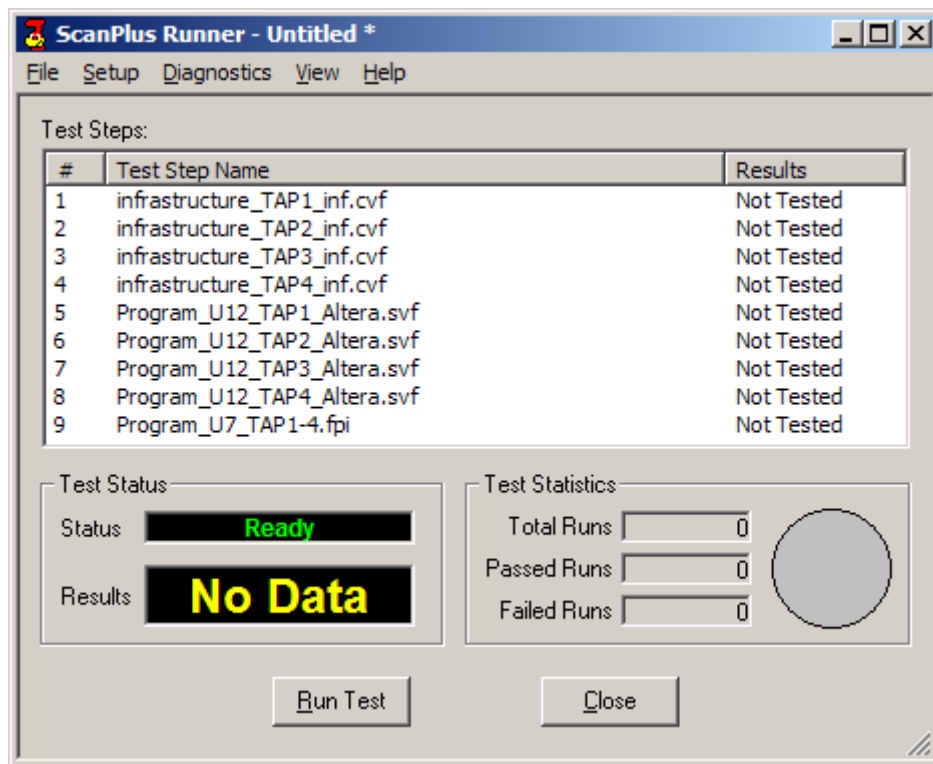 ScanPlus Runner - Untitled *
File Setup Diagnostics View Help
Test Steps:
# Test Step Name Results
1 infrastructure_TAP1_inf.cvf Not Tested
2 infrastructure_TAP2_inf.cvf Not Tested
3 infrastructure_TAP3_inf.cvf Not Tested
4 infrastructure_TAP4_inf.cvf Not Tested
5 Program_U12_TAP1_Altera.svf Not Tested
6 Program_U12_TAP2_Altera.svf Not Tested
7 Program_U12_TAP3_Altera.svf Not Tested
8 Program_U12_TAP4_Altera.svf Not Tested
9 Program_U7_TAP1-4.fpi Not Tested
Test Status
Status Ready
Results No Data
Test Statistics
Total Runs 0
Passed Runs 0
Failed Runs 0
Run Test Close